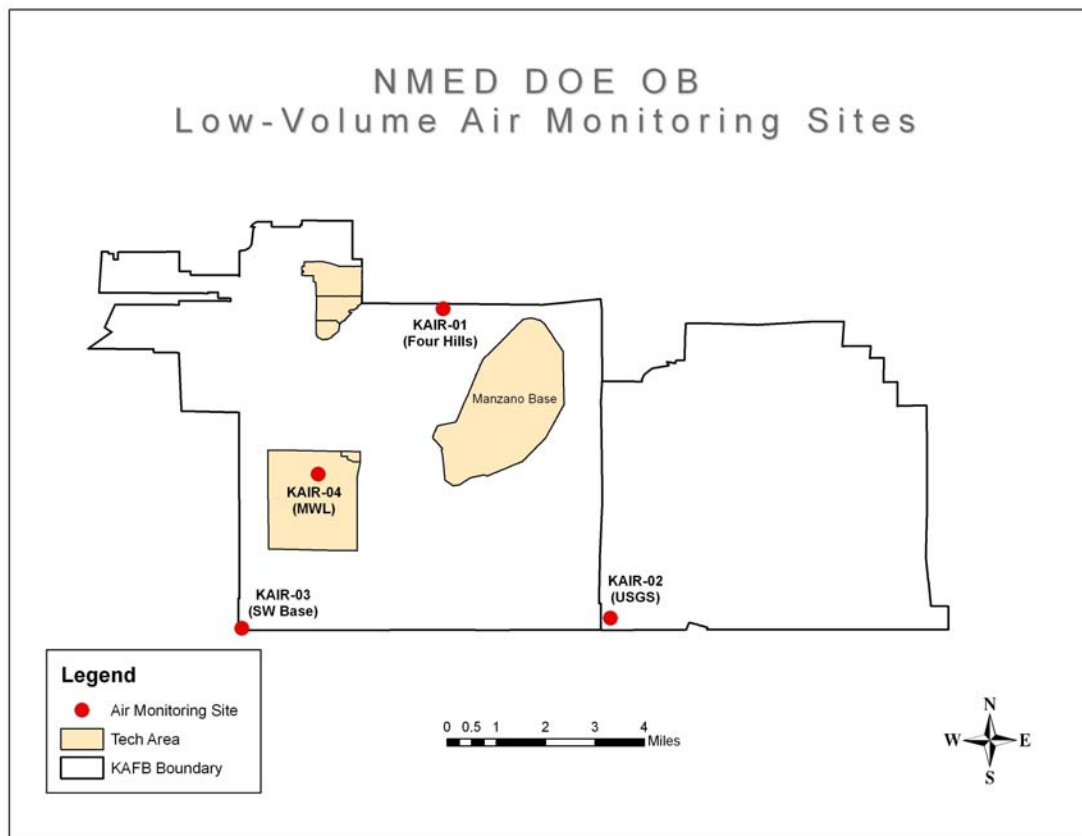 NMED DOE OB
Low-Volume Air Monitoring Sites
KAIR-01
(Four Hills)
Manzano Base
KAIR-04
(MWL)
KAIR-03
(SW Base)
KAIR-02
(USGS)
Legend
Air Monitoring Site
Tech Area
KAFB Boundary
0 0.5 1 2 3 4
Miles
N
W E
S